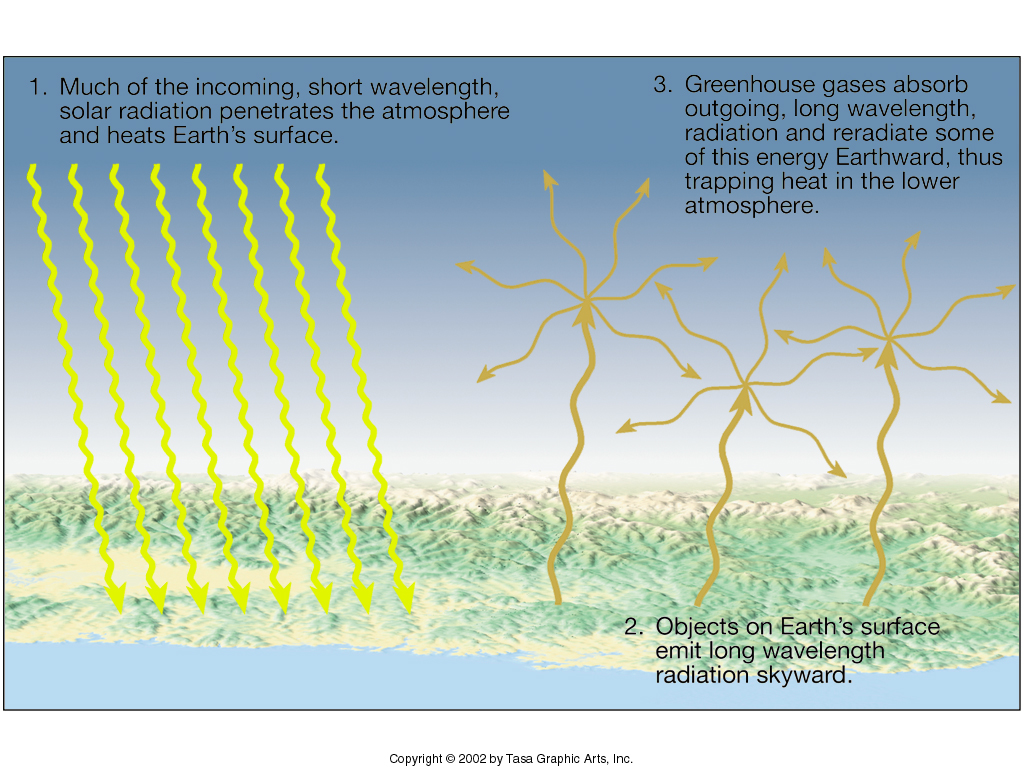 1. Much of the incoming, short wavelength,
solar radiation penetrates the atmosphere
and heats Earth's surface.
3. Greenhouse gases absorb
outgoing, long wavelength,
radiation and reradiate some
of this energy Earthward, thus
trapping heat in the lower
atmosphere.
2. Objects on Earth's surface
emit long wavelength
radiation skyward.
Copyright © 2002 by Tasa Graphic Arts, Inc.